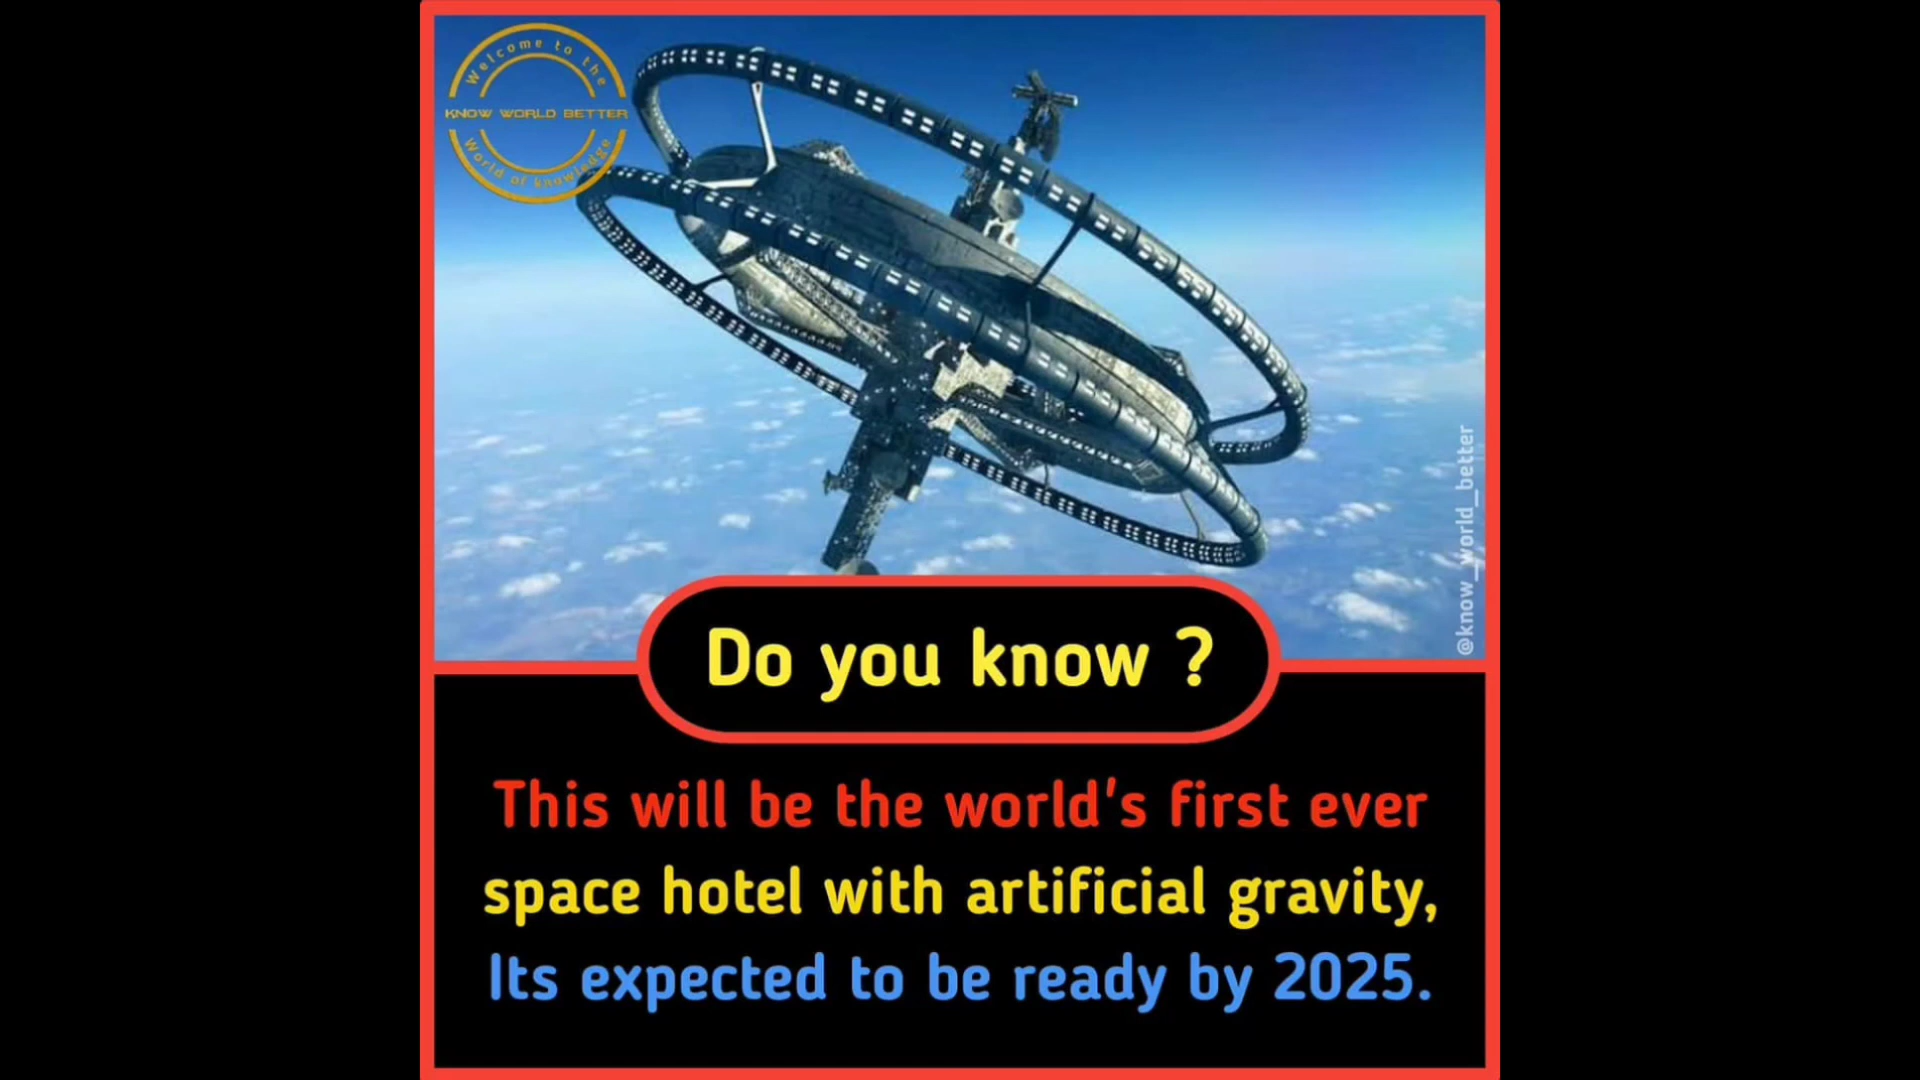 Welcome to the
KNOW WORLD BETTER
World of knowledge
@know_world_better
Do you know ?
This will be the world's first ever
space hotel with artificial gravity,
Its expected to be ready by 2025.